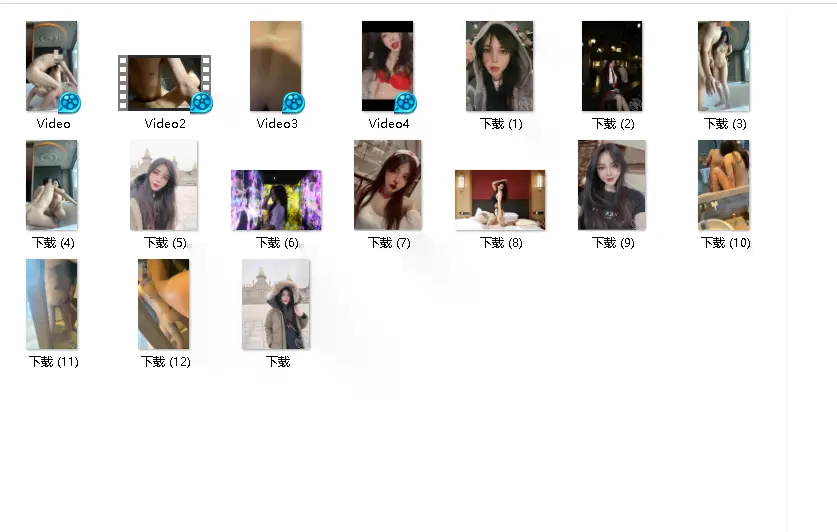 Video
Video2
Video3
Video4
下载 (1)
下载 (2)
下载 (3)
下载 (4)
下载 (5)
下载 (6)
下载 (7)
下载 (8)
下载 (9)
下载 (10)
下载 (11)
下载 (12)
下载